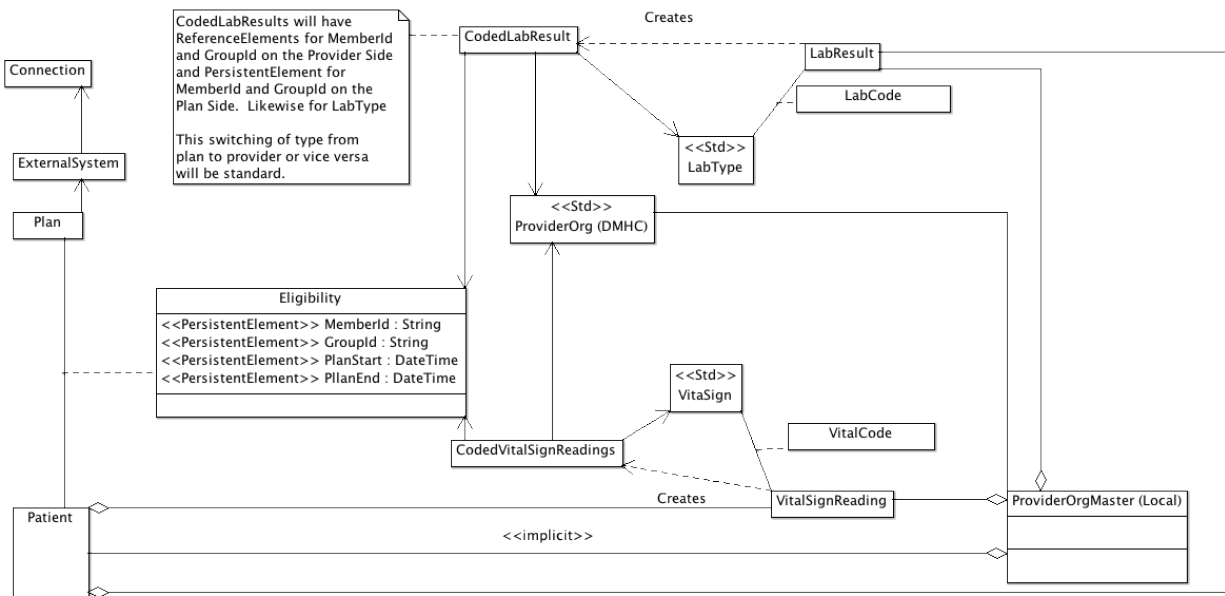 Creates
CodedLabResults will have
ReferenceElements for MemberId
and GroupId on the Provider Side
and PersistentElement for
MemberId and GroupId on the
Plan Side.  Likewise for LabType
This switching of type from
plan to provider or vice versa
will be standard.
CodedLabResult
LabResult
Connection
LabCode
<<Std>>
LabType
ExternalSystem
Plan
<<Std>>
ProviderOrg (DMHC)
Eligibility
<<PersistentElement>> MemberId : String
<<PersistentElement>> GroupId : String
<<PersistentElement>> PlanStart : DateTime
<<PersistentElement>> PllanEnd : DateTime
<<Std>>
VitaSign
VitalCode
CodedVitalSignReadings
Creates
VitalSignReading
ProviderOrgMaster (Local)
Patient
<<implicit>>